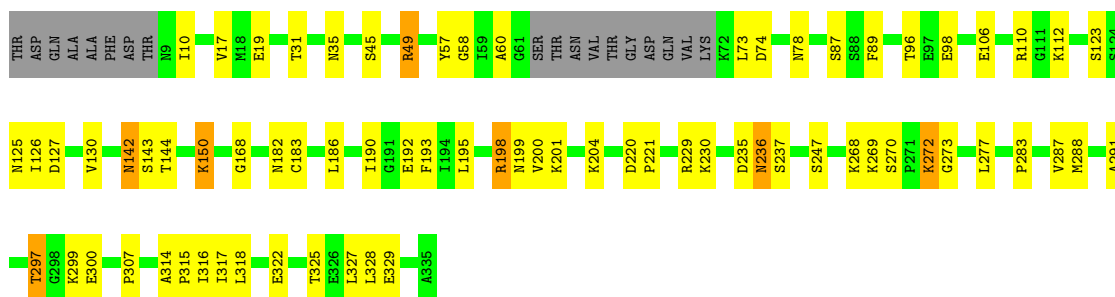 THR ASP GLN ALA ALA PHE ASP THR N9 I10 V17 M18 E19 T31 N35 S45 R49 Y57 G58 I59 A60 G61 SER THR ASN VAL THR GLY ASP GLN VAL LYS K72 L73 D74 N78 S87 S88 F89 T96 E97 E98 E106 R110 G111 K112 S123 S124
N125 I126 D127 V130 N142 S143 T144 K150 G168 N182 C183 L186 I190 G191 E192 F193 I194 L195 R198 N199 V200 K201 K204 D220 P221 R229 K230 D235 N236 S237 S247 K268 K269 S270 P271 K272 G273 L277 P283 V287 M288 A291
T297 G298 K299 E300 P307 A314 P315 I316 I317 L318 E322 T325 E326 L327 L328 E329 A335